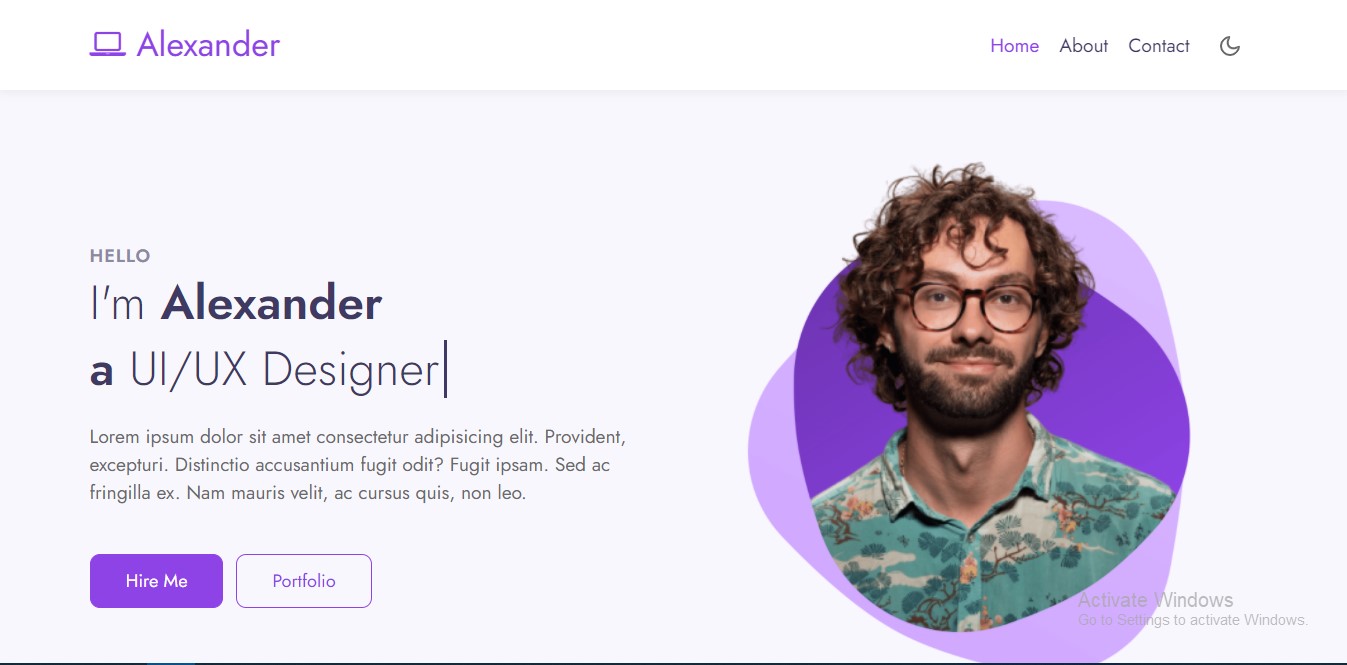 Alexander
Home About Contact
HELLO
I'm Alexander
a UI/UX Designer
Lorem ipsum dolor sit amet consectetur adipisicing elit. Provident,
excepturi. Distinctio accusantium fugit odit? Fugit ipsam. Sed ac
fringilla ex. Nam mauris velit, ac cursus quis, non leo.
Hire Me Portfolio
Activate Windows
Go to Settings to activate Windows.